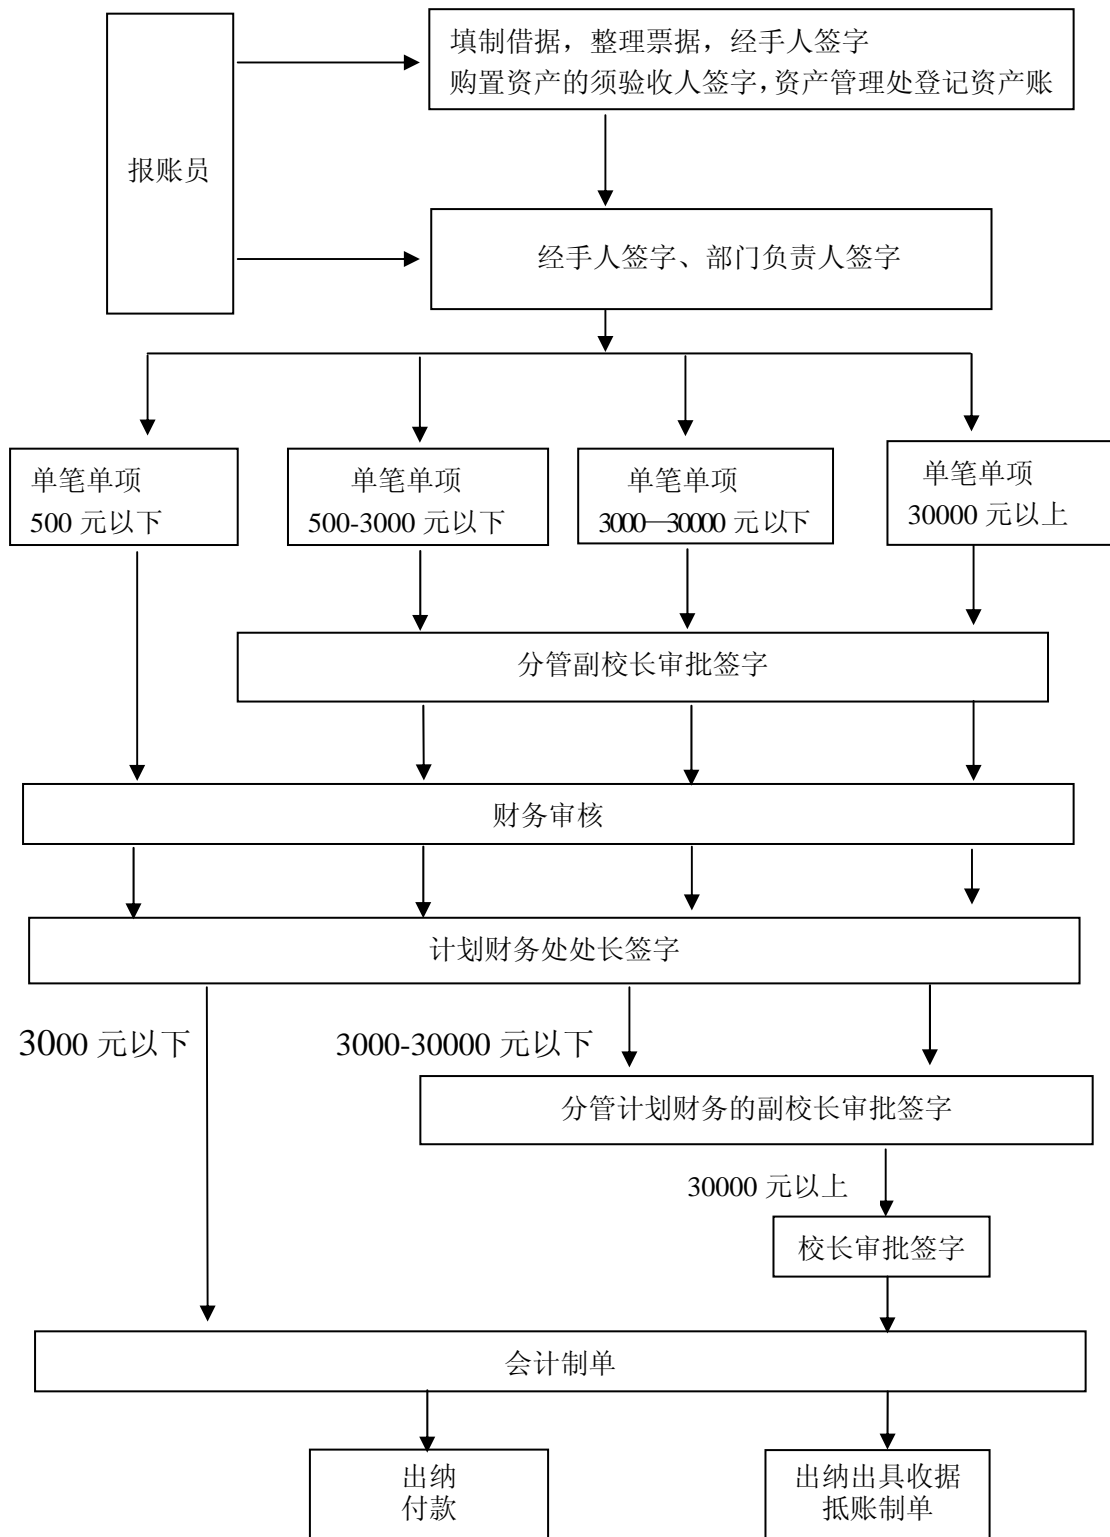 填制借据，整理票据，经手人签字
购置资产的须验收人签字，资产管理处登记资产账
报账员
经手人签字、部门负责人签字
单笔单项
500 元以下
单笔单项
500-3000 元以下
单笔单项
3000—30000 元以下
单笔单项
30000 元以上
分管副校长审批签字
财务审核
计划财务处处长签字
3000 元以下
3000-30000 元以下
分管计划财务的副校长审批签字
30000 元以上
校长审批签字
会计制单
出纳
付款
出纳出具收据
抵账制单